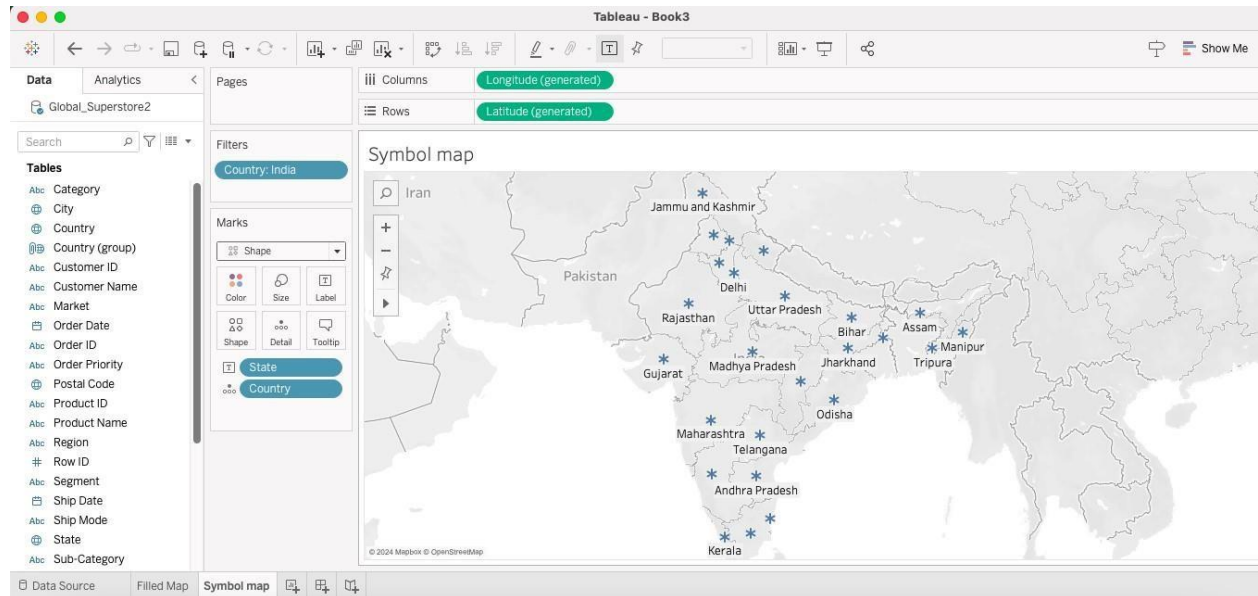 Tableau - Book3
Show Me
Data Analytics
Global_Superstore2
Search
Tables
Abc Category
City
Country
Country (group)
Abc Customer ID
Abc Customer Name
Abc Market
Order Date
Abc Order ID
Abc Order Priority
Postal Code
Abc Product ID
Abc Product Name
Abc Region
# Row ID
Abc Segment
Ship Date
Abc Ship Mode
State
Abc Sub-Category
Pages
Filters
Country: India
Marks
Shape
Color Size Label
Shape Detail Tooltip
State
Country
Columns Longitude (generated)
Rows Latitude (generated)
Symbol map
Iran
Jammu and Kashmir
Pakistan
Delhi
Rajasthan
Uttar Pradesh
Bihar
Assam
Manipur
Gujarat
Madhya Pradesh
Jharkhand
Tripura
Odisha
Maharashtra
Telangana
Andhra Pradesh
Kerala
© 2024 Mapbox © OpenStreetMap
Data Source Filled Map Symbol map